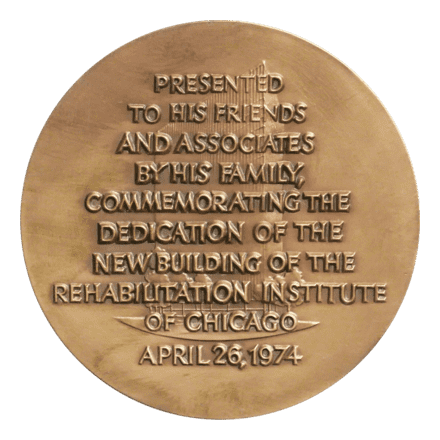 PRESENTED
TO HIS FRIENDS
AND ASSOCIATES
BY HIS FAMILY,
COMMEMORATING THE
DEDICATION OF THE
NEW BUILDING OF THE
REHABILITATION INSTITUTE
OF CHICAGO
APRIL 26, 1974